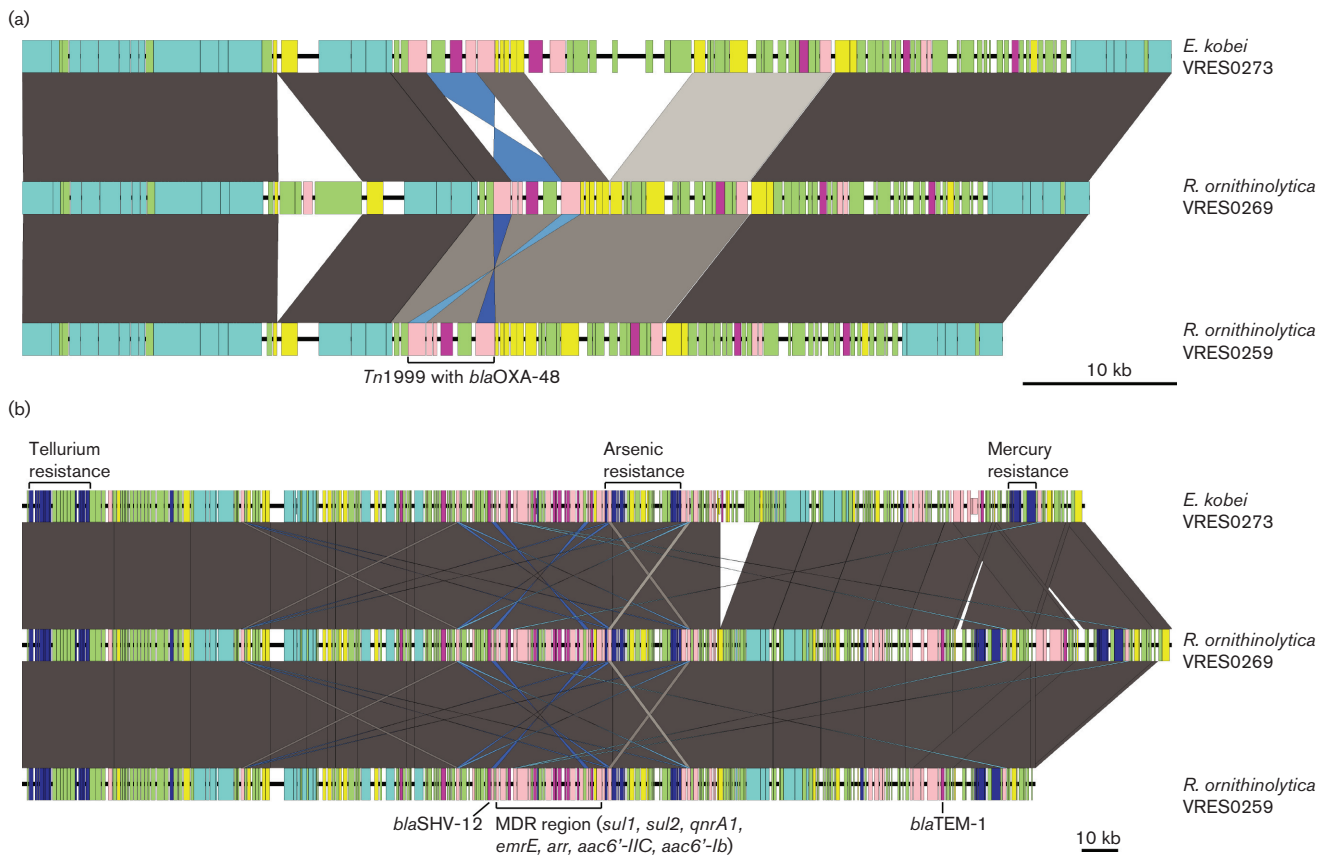 (a)
E. kobei
VRES0273
R. ornithinolytica
VRES0269
R. ornithinolytica
VRES0259
Tn1999 with blaOXA-48
10 kb
(b)
Tellurium
resistance
Arsenic
resistance
Mercury
resistance
E. kobei
VRES0273
R. ornithinolytica
VRES0269
R. ornithinolytica
VRES0259
blaSHV-12
MDR region (sul1, sul2, qnrA1,
emrE, arr, aac6'-IIC, aac6'-Ib)
blaTEM-1
10 kb